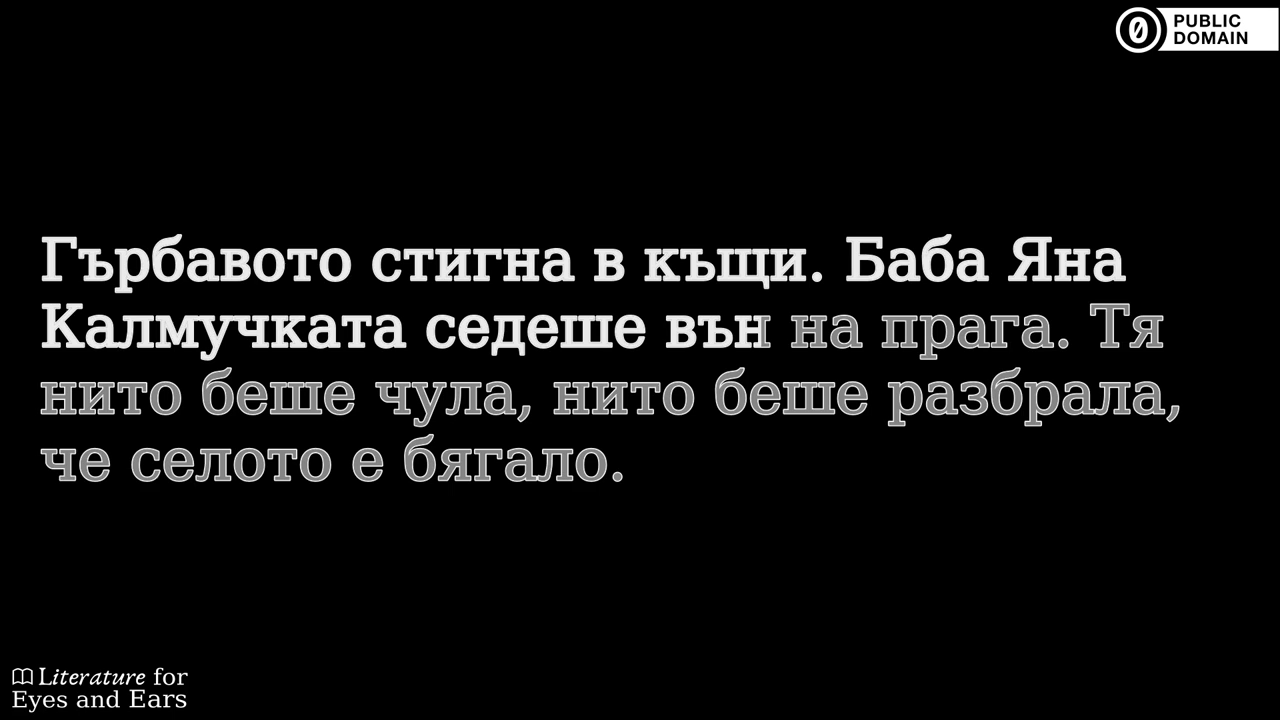 PUBLIC
DOMAIN
Гърбавото стигна в къщи. Баба Яна
Калмучката седеше вън на прага. Тя
нито беше чула, нито беше разбрала,
че селото е бягало.
Literature for
Eyes and Ears